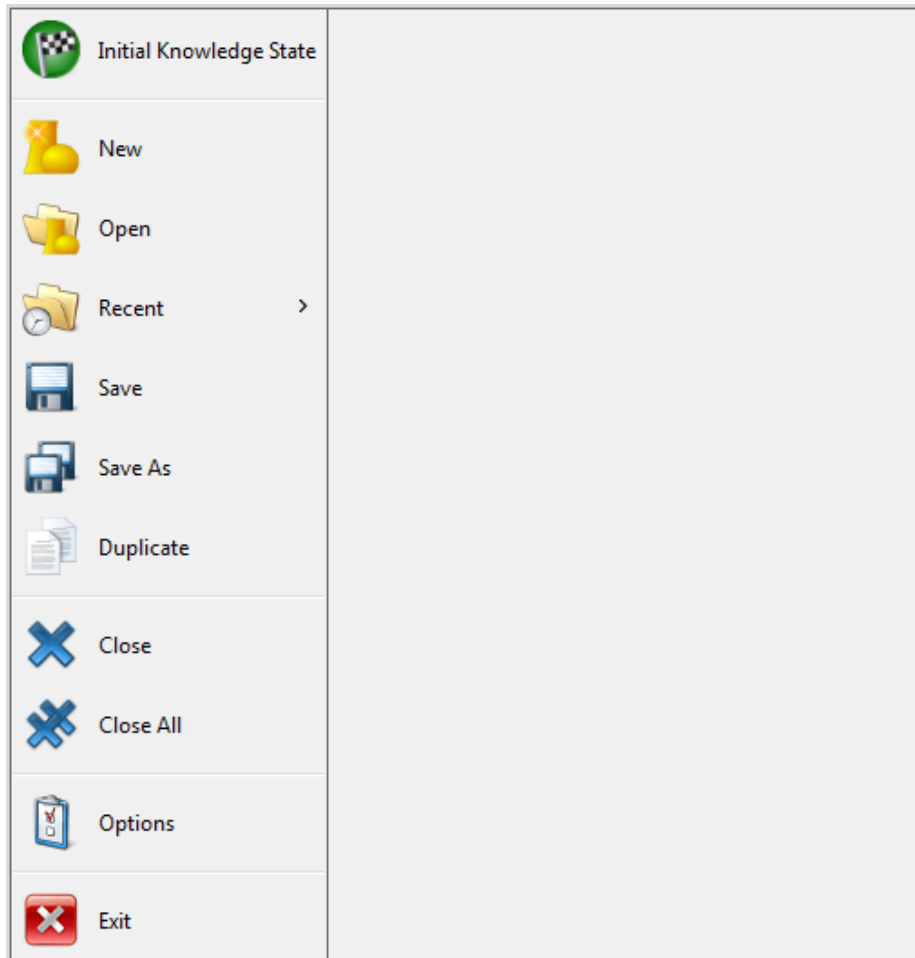 Initial Knowledge State
New
Open
Recent
Save
Save As
Duplicate
Close
Close All
Options
Exit